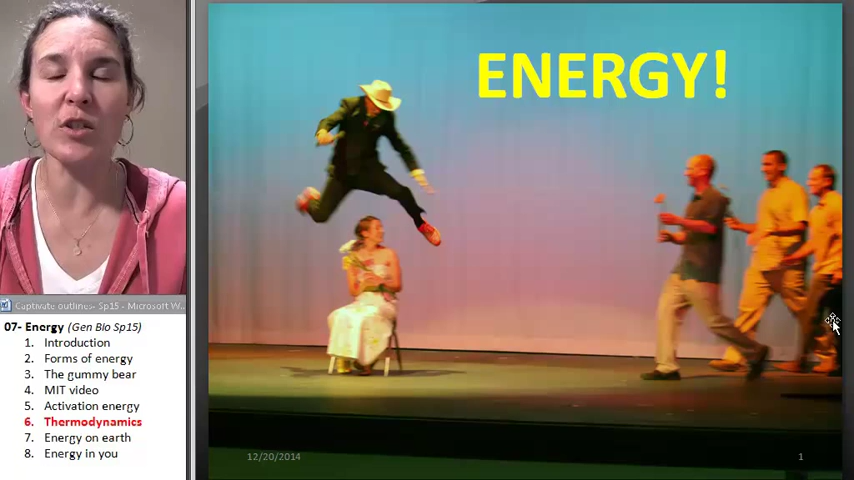 ENERGY!
Captivate outlines- Sp15 - Microsoft W...
07- Energy (Gen Bio Sp15)
1. Introduction
2. Forms of energy
3. The gummy bear
4. MIT video
5. Activation energy
6. Thermodynamics
7. Energy on earth
8. Energy in you
12/20/2014
1